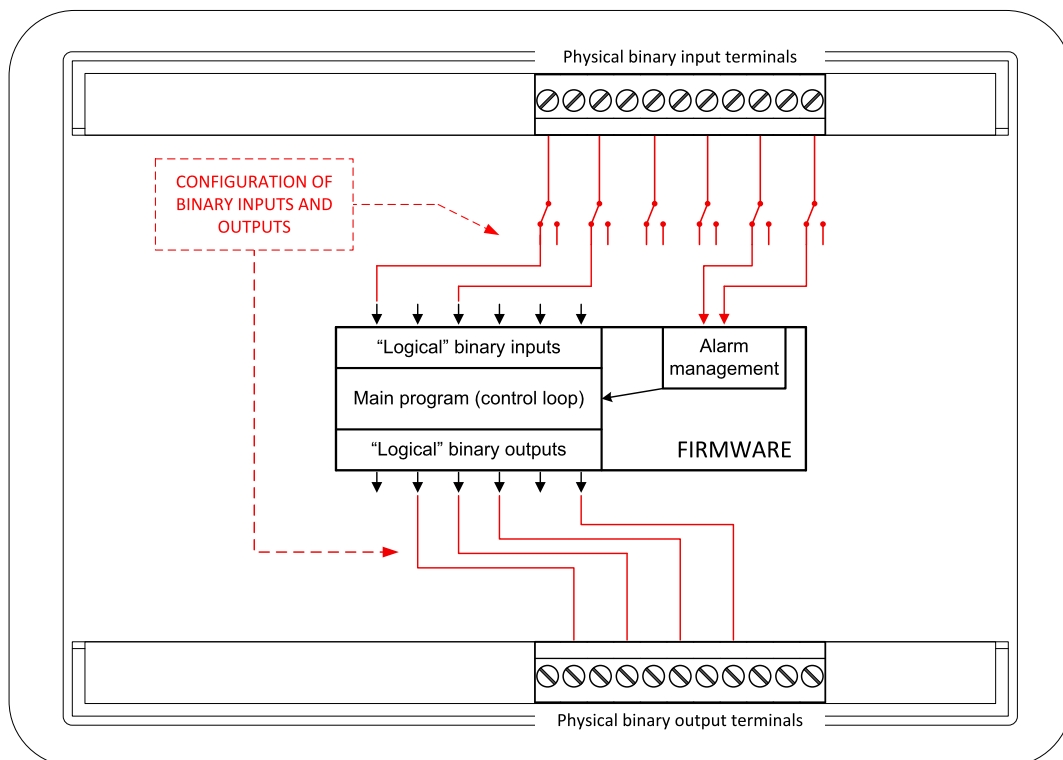 Physical binary input terminals
CONFIGURATION OF
BINARY INPUTS AND
OUTPUTS
“Logical” binary inputs
Alarm
management
Main program (control loop)
“Logical” binary outputs
FIRMWARE
Physical binary output terminals